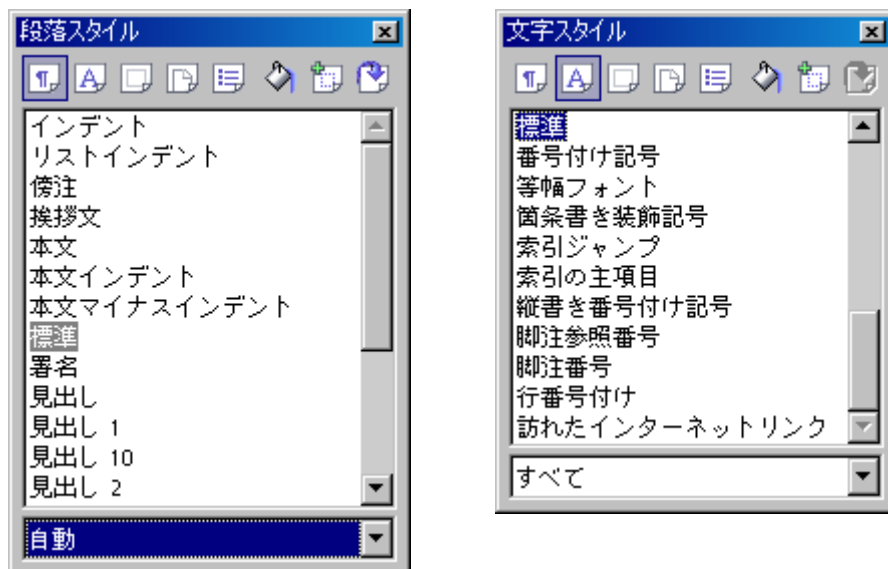 段落スタイル
インデント
リストインデント
傍注
挨拶文
本文
本文インデント
本文マイナスインデント
標準
署名
見出し
見出し 1
見出し 10
見出し 2
自動
文字スタイル
標準
番号付け記号
等幅フォント
箇条書き装飾記号
索引ジャンプ
索引の主項目
縦書き番号付け記号
脚注参照番号
脚注番号
行番号付け
訪れたインターネットリンク
すべて